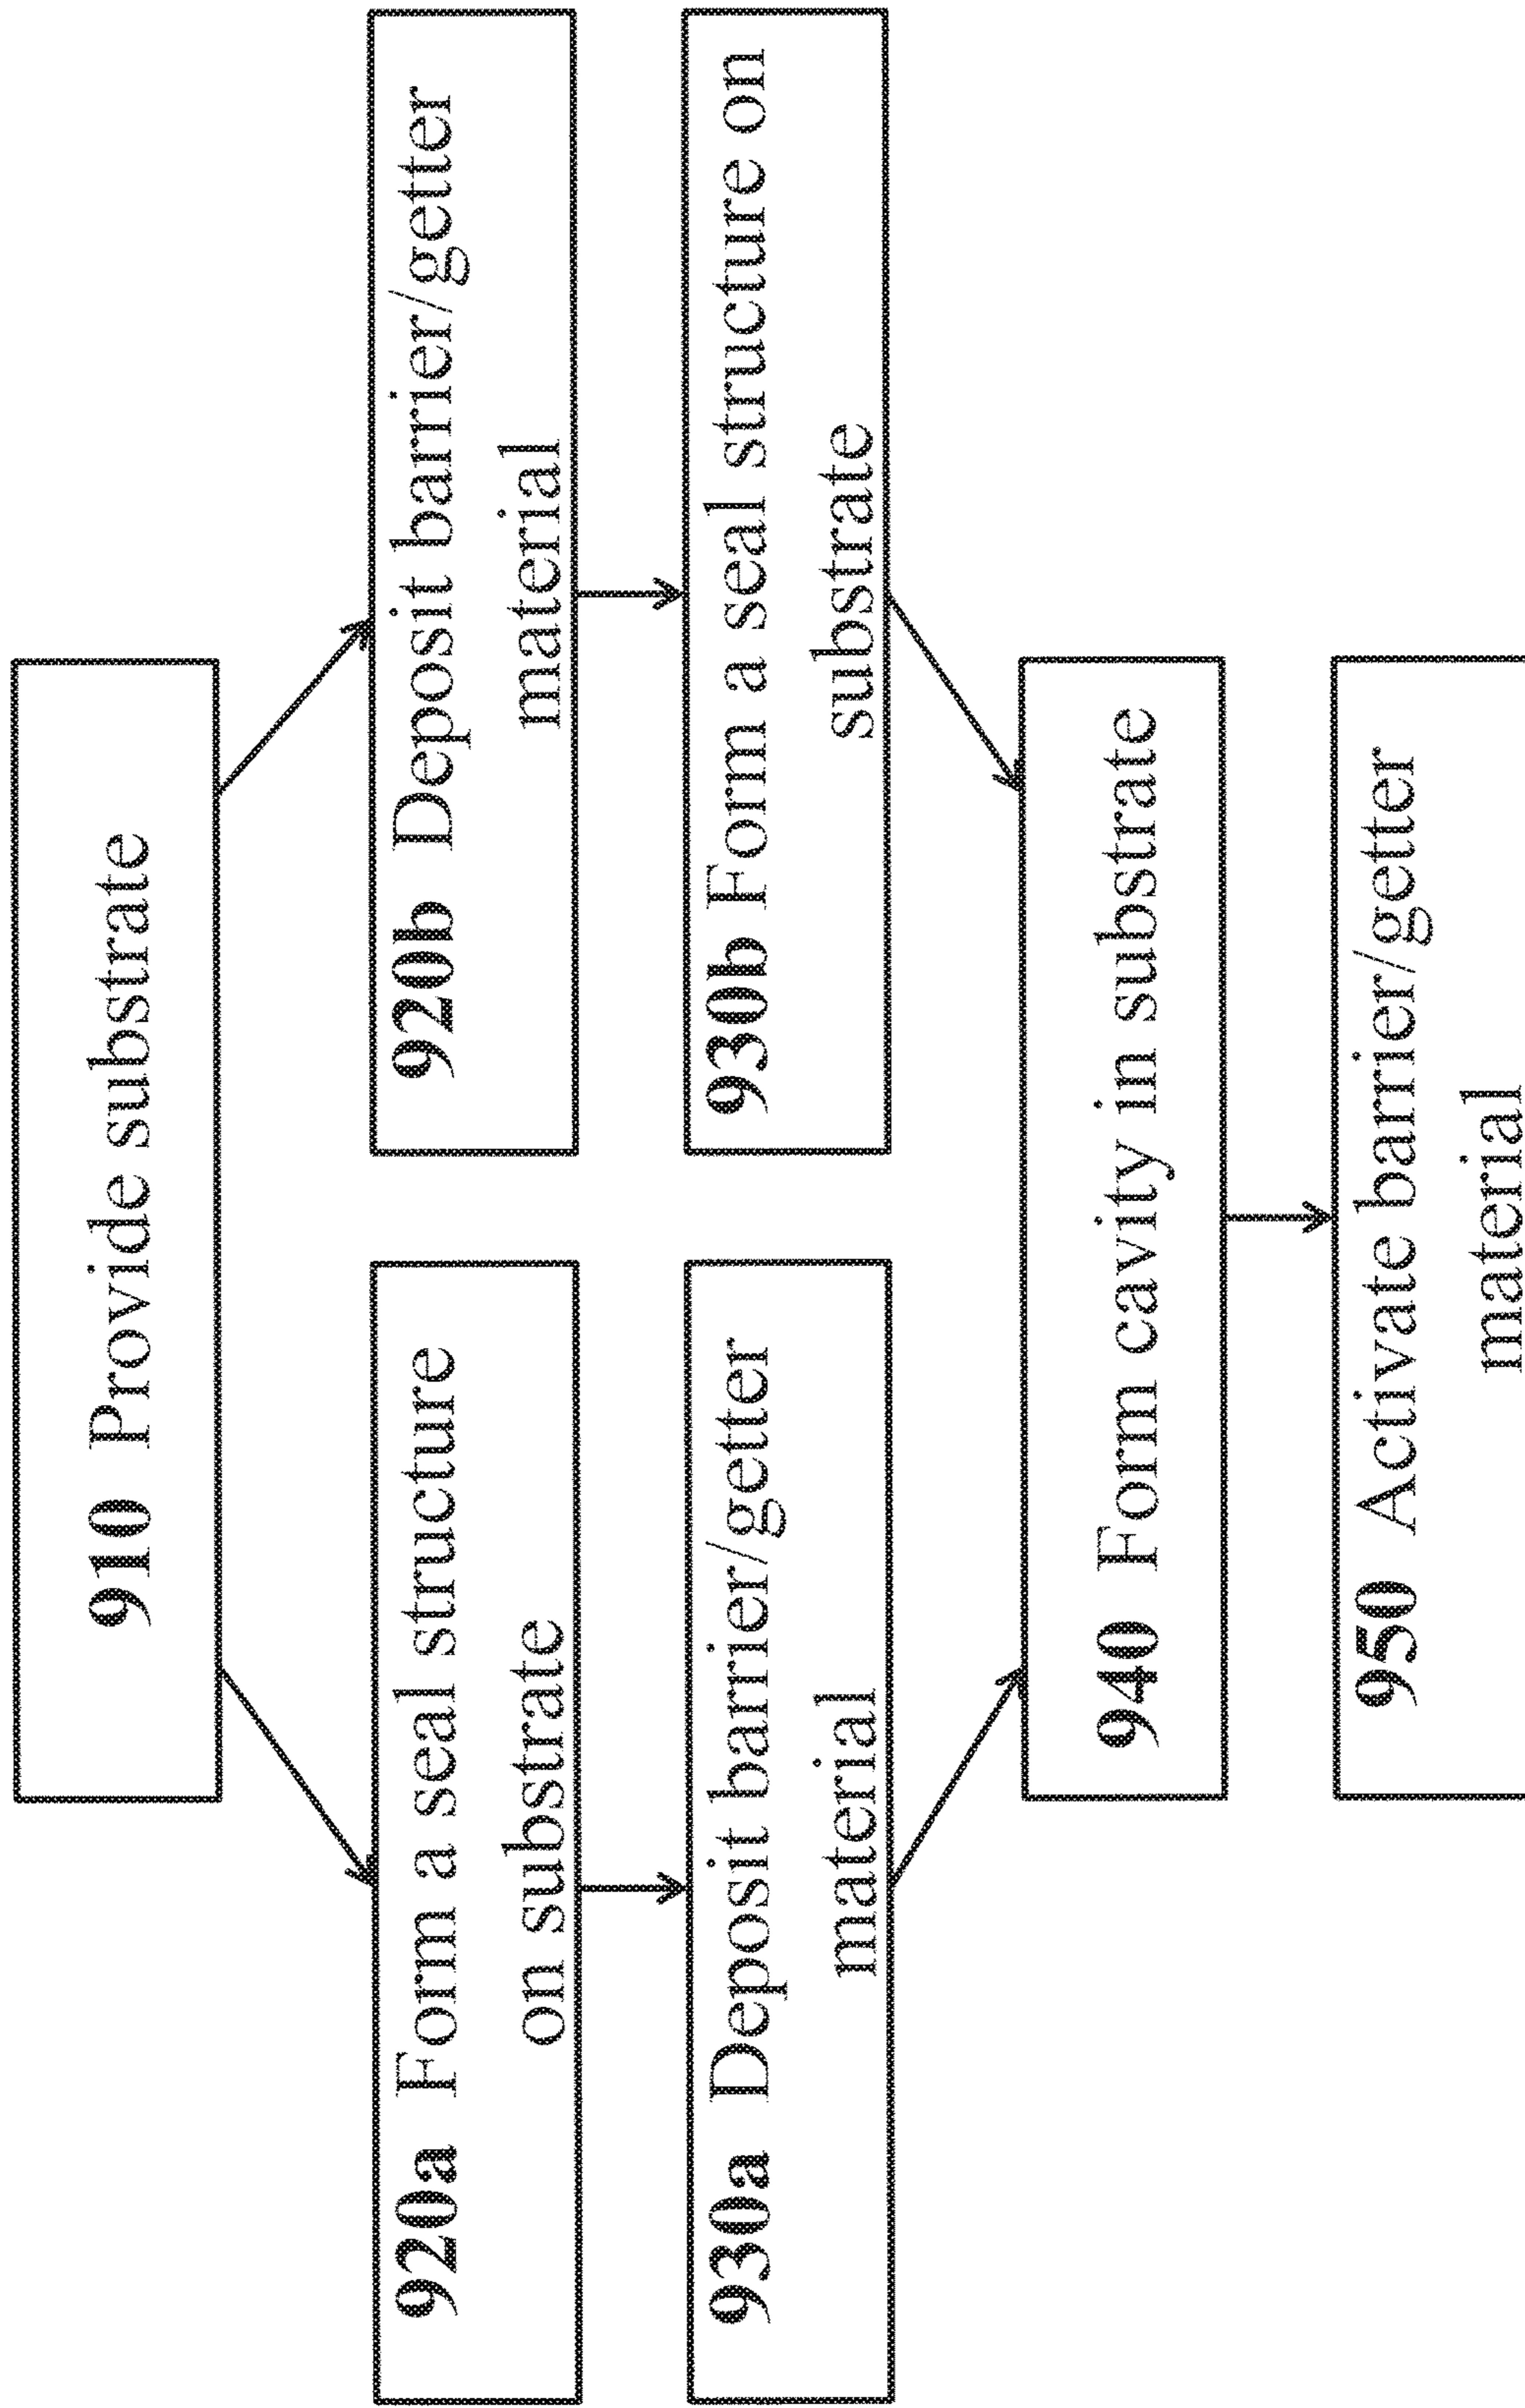 910 Provide substrate
920a Form a seal structure
on substrate
930a Deposit barrier/getter
material
920b Deposit barrier/getter
material
930b Form a seal structure on
substrate
940 Form cavity in substrate
950 Activate barrier/getter
material